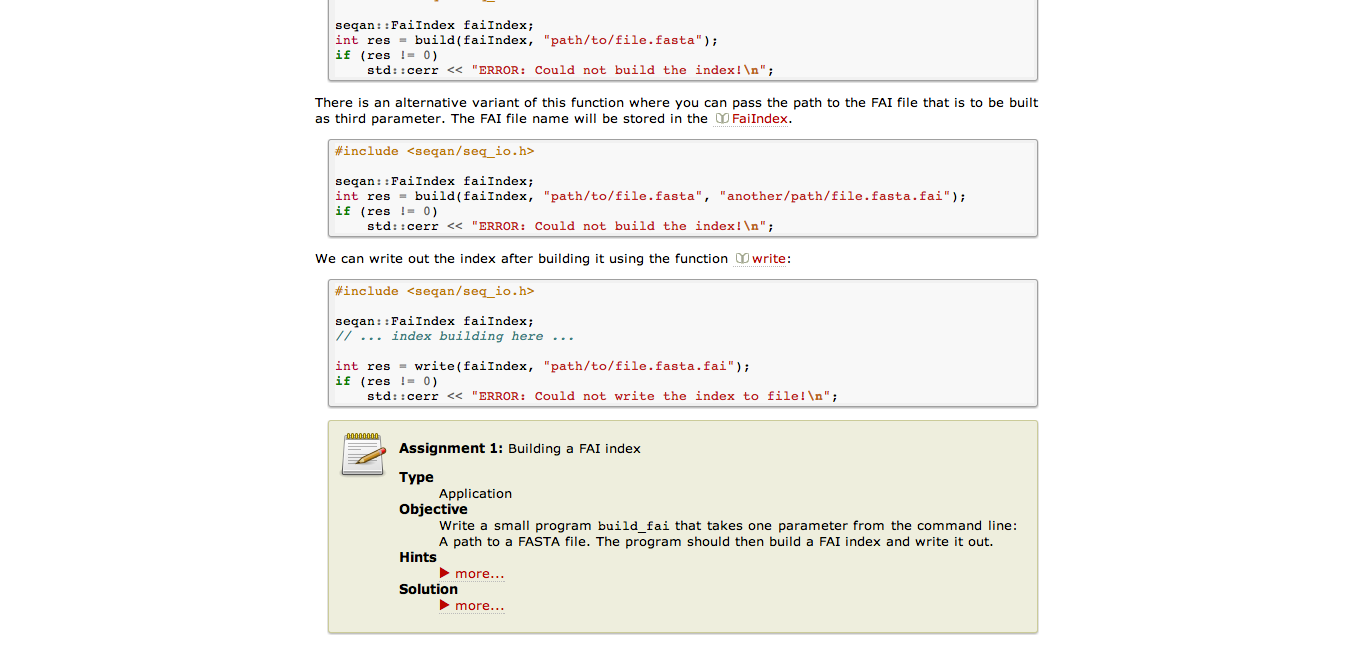 seqan::FaiIndex faiIndex;
int res = build(faiIndex, "path/to/file.fasta");
if (res != 0)
    std::cerr << "ERROR: Could not build the index!\n";
There is an alternative variant of this function where you can pass the path to the FAI file that is to be built
as third parameter. The FAI file name will be stored in the FaiIndex.
#include <seqan/seq_io.h>
seqan::FaiIndex faiIndex;
int res = build(faiIndex, "path/to/file.fasta", "another/path/file.fasta.fai");
if (res != 0)
    std::cerr << "ERROR: Could not build the index!\n";
We can write out the index after building it using the function write:
#include <seqan/seq_io.h>
seqan::FaiIndex faiIndex;
// ... index building here ...
int res = write(faiIndex, "path/to/file.fasta.fai");
if (res != 0)
    std::cerr << "ERROR: Could not write the index to file!\n";
Assignment 1: Building a FAI index
Type
Application
Objective
Write a small program build_fai that takes one parameter from the command line:
A path to a FASTA file. The program should then build a FAI index and write it out.
Hints
more...
Solution
more...